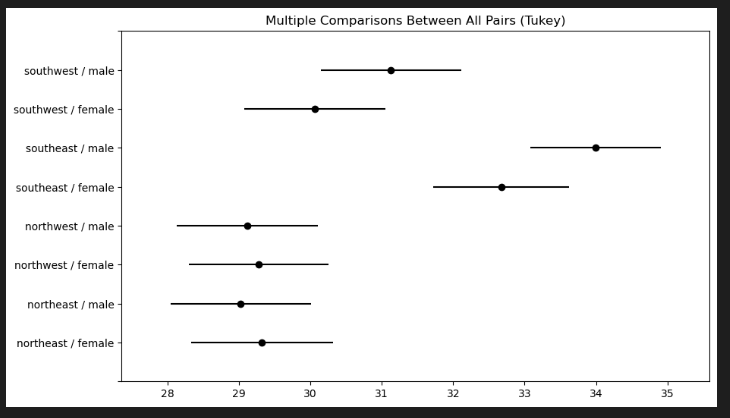 Multiple Comparisons Between All Pairs (Tukey)
southwest / male
southwest / female
southeast / male
southeast / female
northwest / male
northwest / female
northeast / male
northeast / female
28 29 30 31 32 33 34 35